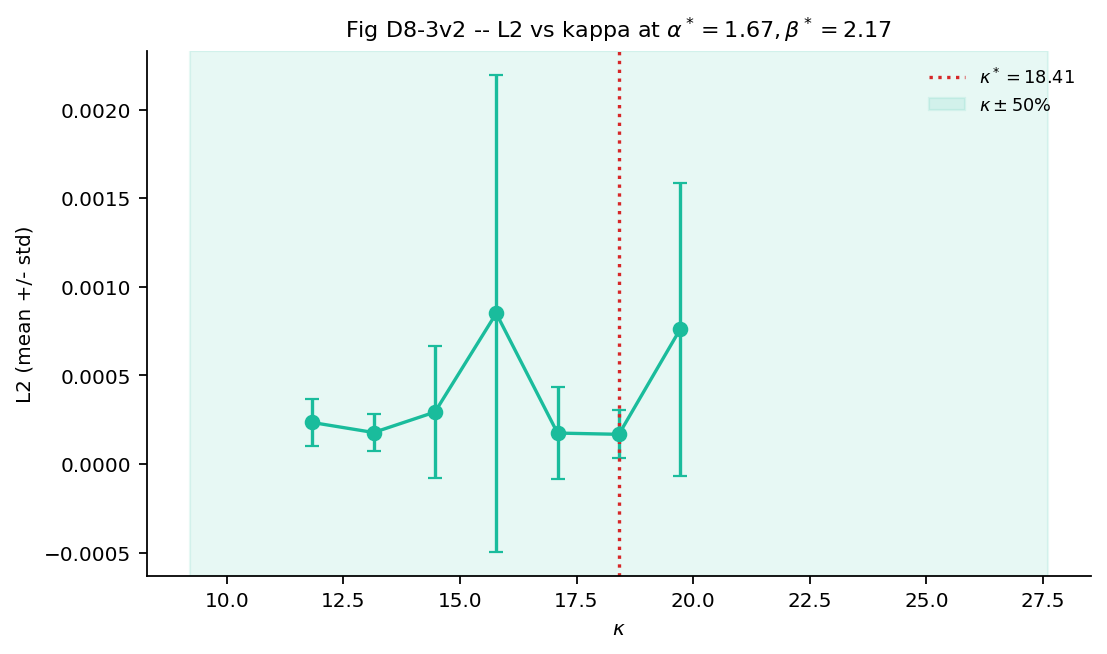 Fig D8-3v2 -- L2 vs kappa at α* = 1.67, β* = 2.17
κ* = 18.41
κ ± 50%
L2 (mean +/- std)
0.0020
0.0015
0.0010
0.0005
0.0000
−0.0005
10.0 12.5 15.0 17.5 20.0 22.5 25.0 27.5
κ